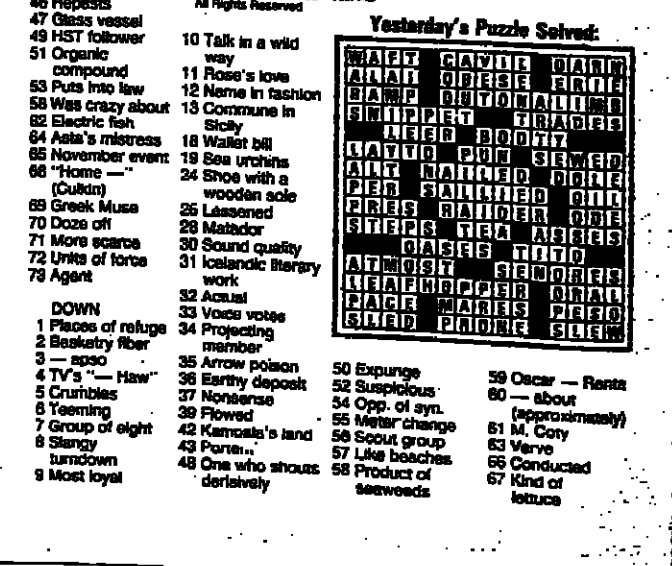 46 Repeats
47 Glass vessel
49 HST follower
51 Organic
compound
53 Puts into law
58 Was crazy about
62 Electric fish
64 Asta's mistress
65 November event
66 "Home —"
(Culkin)
69 Greek Muse
70 Doze off
71 More scarce
72 Units of force
73 Agent
DOWN
1 Places of refuge
2 Basketry fiber
3 — apso
4 TV's "— Haw"
5 Crumbles
6 Teeming
7 Group of eight
8 Slangy
turndown
9 Most loyal
All Rights Reserved
10 Talk in a wild
way
11 Rose's love
12 Name in fashion
13 Commune in
Sicily
18 Wallet bill
19 Sea urchins
24 Shoe with a
wooden sole
26 Lessened
28 Matador
30 Sound quality
31 Icelandic literary
work
32 Actual
33 Voice votes
34 Projecting
member
35 Arrow poison
36 Earthy deposit
37 Nonsense
39 Flowed
42 Kampala's land
43 Porter
48 One who shouts
derisively
Yesterday's Puzzle Solved:
WAFT CAVIL DARN
ALAI OBESE ERIE
RAMP DUTONALIMB
SNIPPET TRADES
LEER BOOTY
LAYTO PUN SEWED
ALT NAILED DOLE
PER SALLIED OIL
PRES RAIDER ODE
STEPS TEA ASSES
OASES TITO
ATMOST SENORES
LEAFHOPPER ORAL
PAGE MARES PESO
SLED PRONE SLEW
50 Expunge
52 Suspicious
54 Opp. of syn.
55 Meter change
56 Scout group
57 Like beaches
58 Product of
seaweeds
59 Oscar — Renta
60 — about
(approximately)
61 M. Coty
63 Verve
66 Conducted
67 Kind of
lettuce